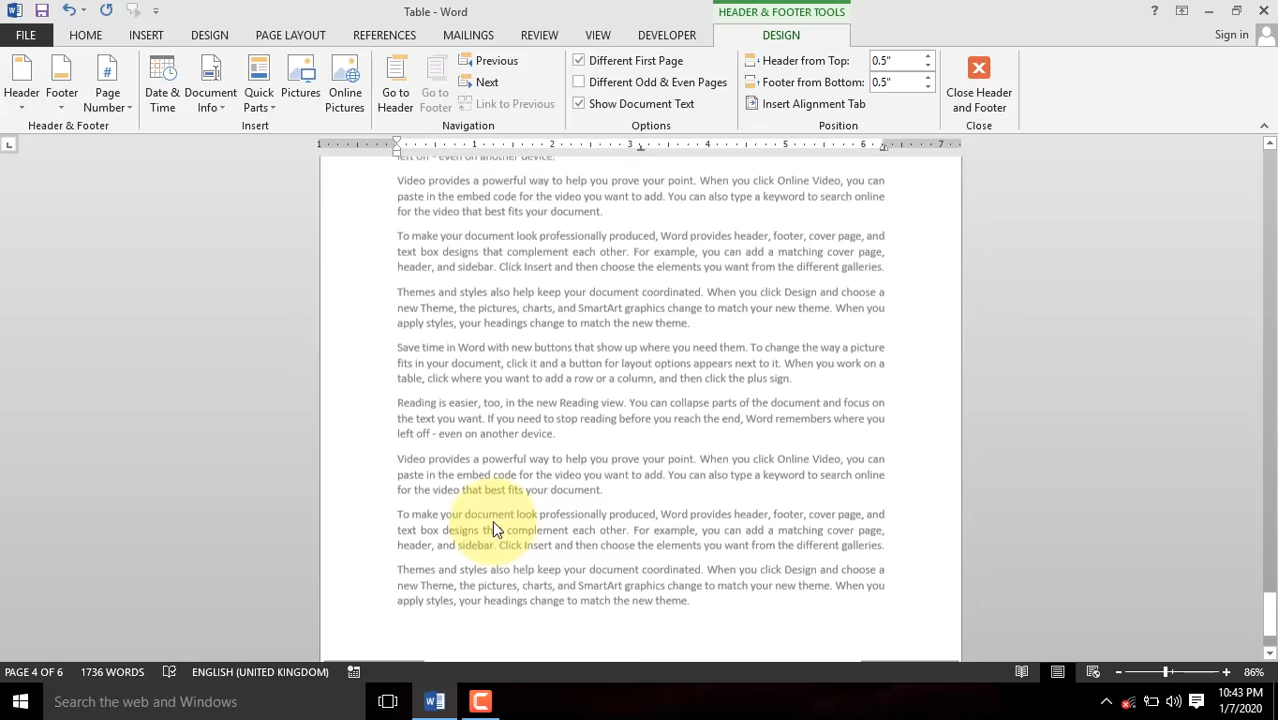 Table - Word
HEADER & FOOTER TOOLS
?
FILE HOME INSERT DESIGN PAGE LAYOUT REFERENCES MAILINGS REVIEW VIEW DEVELOPER DESIGN Sign in
Header
Footer
Page Number
Header & Footer
Date & Time
Document Info
Quick Parts
Pictures
Online Pictures
Insert
Go to Header
Go to Footer
Previous
Next
Link to Previous
Navigation
Different First Page
Different Odd & Even Pages
Show Document Text
Options
Header from Top: 0.5"
Footer from Bottom: 0.5"
Insert Alignment Tab
Position
Close Header and Footer
Close
1 1 2 3 4 5 6 7
left off - even on another device.
Video provides a powerful way to help you prove your point. When you click Online Video, you can
paste in the embed code for the video you want to add. You can also type a keyword to search online
for the video that best fits your document.
To make your document look professionally produced, Word provides header, footer, cover page, and
text box designs that complement each other. For example, you can add a matching cover page,
header, and sidebar. Click Insert and then choose the elements you want from the different galleries.
Themes and styles also help keep your document coordinated. When you click Design and choose a
new Theme, the pictures, charts, and SmartArt graphics change to match your new theme. When you
apply styles, your headings change to match the new theme.
Save time in Word with new buttons that show up where you need them. To change the way a picture
fits in your document, click it and a button for layout options appears next to it. When you work on a
table, click where you want to add a row or a column, and then click the plus sign.
Reading is easier, too, in the new Reading view. You can collapse parts of the document and focus on
the text you want. If you need to stop reading before you reach the end, Word remembers where you
left off - even on another device.
Video provides a powerful way to help you prove your point. When you click Online Video, you can
paste in the embed code for the video you want to add. You can also type a keyword to search online
for the video that best fits your document.
To make your document look professionally produced, Word provides header, footer, cover page, and
text box designs that complement each other. For example, you can add a matching cover page,
header, and sidebar. Click Insert and then choose the elements you want from the different galleries.
Themes and styles also help keep your document coordinated. When you click Design and choose a
new Theme, the pictures, charts, and SmartArt graphics change to match your new theme. When you
apply styles, your headings change to match the new theme.
PAGE 4 OF 6 1736 WORDS ENGLISH (UNITED KINGDOM) 86%
Search the web and Windows
10:43 PM
1/7/2020